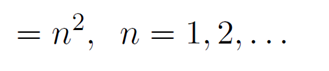 = n², n = 1, 2, . . .